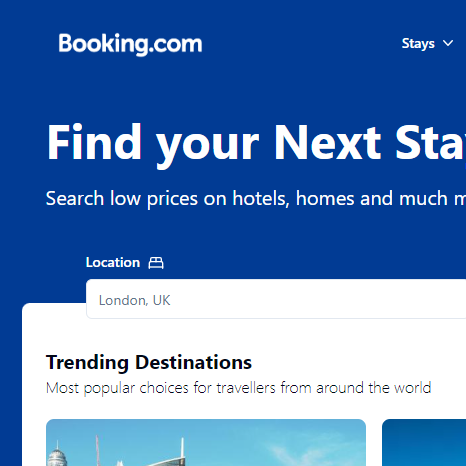 Booking.com
Stays
Find your Next Sta
Search low prices on hotels, homes and much
Location
London, UK
Trending Destinations
Most popular choices for travellers from around the world